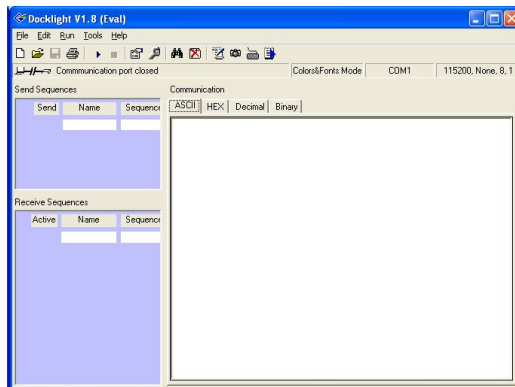 Docklight V1.8 (Eval)
File Edit Run Tools Help
Commmunication port closed Colors&Fonts Mode COM1 115200, None, 8, 1
Send Sequences
Send Name Sequence
Communication
ASCII HEX Decimal Binary
Receive Sequences
Active Name Sequence